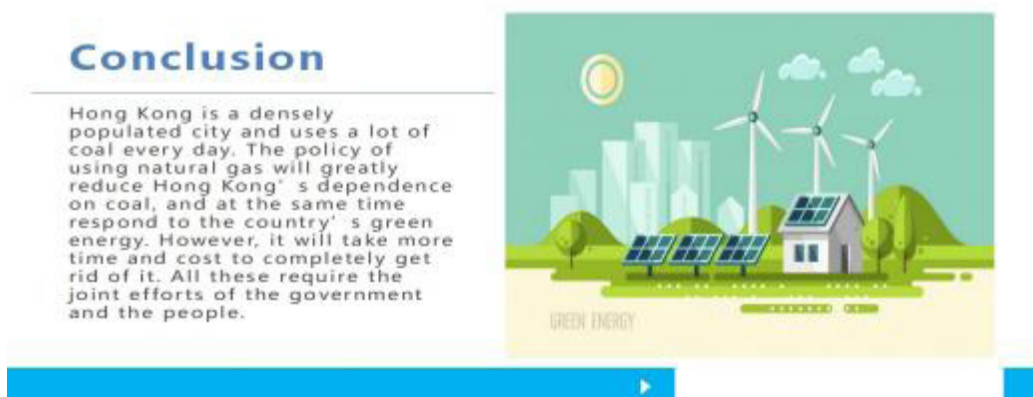 Conclusion
Hong Kong is a densely
populated city and uses a lot of
coal every day. The policy of
using natural gas will greatly
reduce Hong Kong’ s dependence
on coal, and at the same time
respond to the country’ s green
energy. However, it will take more
time and cost to completely get
rid of it. All these require the
joint efforts of the government
and the people.
GREEN ENERGY